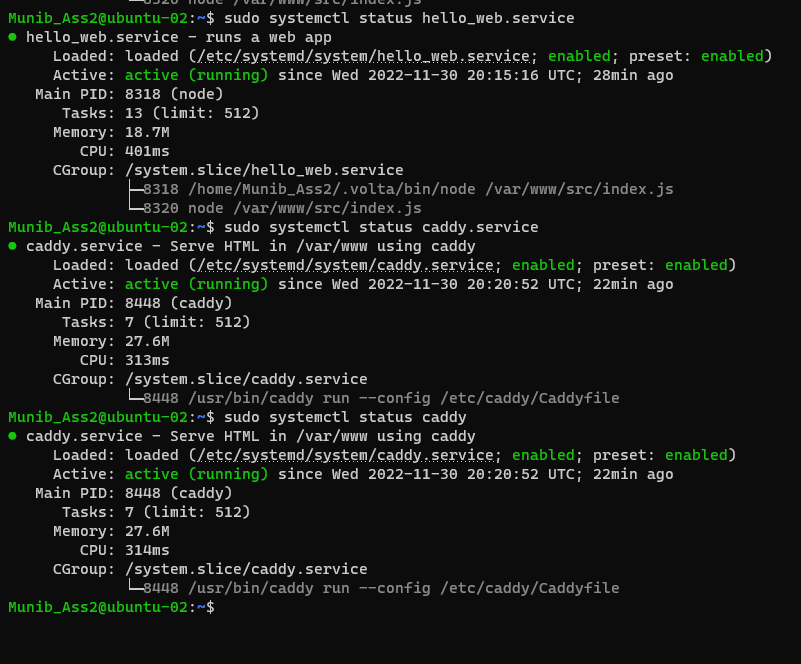 └─8320 node /var/www/src/index.js
Munib_Ass2@ubuntu-02:~$ sudo systemctl status hello_web.service
● hello_web.service - runs a web app
     Loaded: loaded (/etc/systemd/system/hello_web.service; enabled; preset: enabled)
     Active: active (running) since Wed 2022-11-30 20:15:16 UTC; 28min ago
   Main PID: 8318 (node)
      Tasks: 13 (limit: 512)
     Memory: 18.7M
        CPU: 401ms
     CGroup: /system.slice/hello_web.service
             ├─8318 /home/Munib_Ass2/.volta/bin/node /var/www/src/index.js
             └─8320 node /var/www/src/index.js
Munib_Ass2@ubuntu-02:~$ sudo systemctl status caddy.service
● caddy.service - Serve HTML in /var/www using caddy
     Loaded: loaded (/etc/systemd/system/caddy.service; enabled; preset: enabled)
     Active: active (running) since Wed 2022-11-30 20:20:52 UTC; 22min ago
   Main PID: 8448 (caddy)
      Tasks: 7 (limit: 512)
     Memory: 27.6M
        CPU: 313ms
     CGroup: /system.slice/caddy.service
             └─8448 /usr/bin/caddy run --config /etc/caddy/Caddyfile
Munib_Ass2@ubuntu-02:~$ sudo systemctl status caddy
● caddy.service - Serve HTML in /var/www using caddy
     Loaded: loaded (/etc/systemd/system/caddy.service; enabled; preset: enabled)
     Active: active (running) since Wed 2022-11-30 20:20:52 UTC; 22min ago
   Main PID: 8448 (caddy)
      Tasks: 7 (limit: 512)
     Memory: 27.6M
        CPU: 314ms
     CGroup: /system.slice/caddy.service
             └─8448 /usr/bin/caddy run --config /etc/caddy/Caddyfile
Munib_Ass2@ubuntu-02:~$